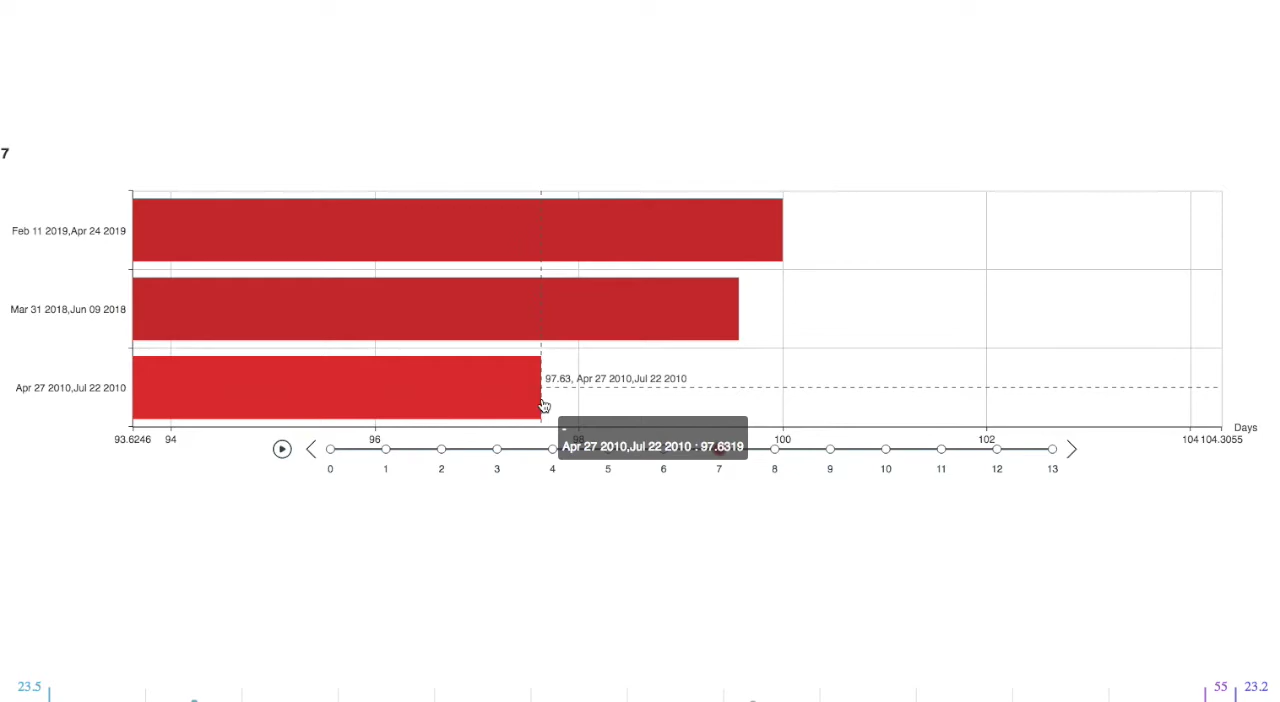 7
Feb 11 2019,Apr 24 2019
Mar 31 2018,Jun 09 2018
Apr 27 2010,Jul 22 2010
97.63, Apr 27 2010,Jul 22 2010
-
Apr 27 2010,Jul 22 2010 : 97.6319
93.6246 94 96 98 100 102 104 104.3055 Days
0 1 2 3 4 5 6 7 8 9 10 11 12 13
23.5 55 23.2